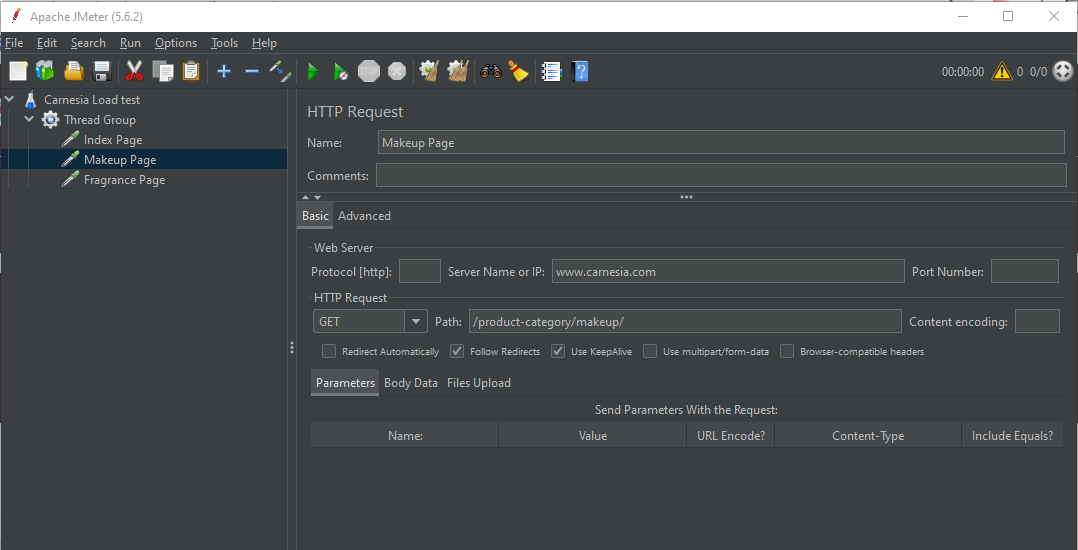 Apache JMeter (5.6.2)
File Edit Search Run Options Tools Help
STOP
00:00:00 0 0/0
Carnesia Load test
Thread Group
Index Page
Makeup Page
Fragrance Page
HTTP Request
Name: Makeup Page
Comments:
Basic Advanced
Web Server
Protocol [http]: Server Name or IP: www.carnesia.com Port Number:
HTTP Request
GET Path: /product-category/makeup/ Content encoding:
Redirect Automatically Follow Redirects Use KeepAlive Use multipart/form-data Browser-compatible headers
Parameters Body Data Files Upload
Send Parameters With the Request:
Name: Value URL Encode? Content-Type Include Equals?